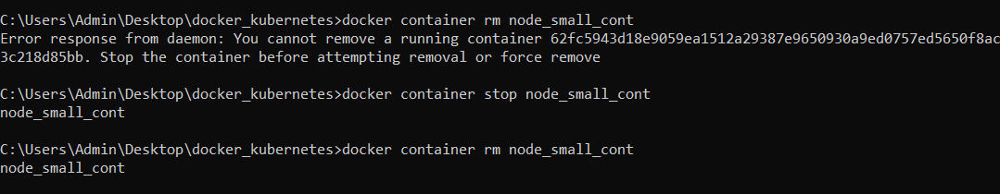 C:\Users\Admin\Desktop\docker_kubernetes>docker container rm node_small_cont
Error response from daemon: You cannot remove a running container 62fc5943d18e9059ea1512a29387e9650930a9ed0757ed5650f8ac
3c218d85bb. Stop the container before attempting removal or force remove
C:\Users\Admin\Desktop\docker_kubernetes>docker container stop node_small_cont
node_small_cont
C:\Users\Admin\Desktop\docker_kubernetes>docker container rm node_small_cont
node_small_cont